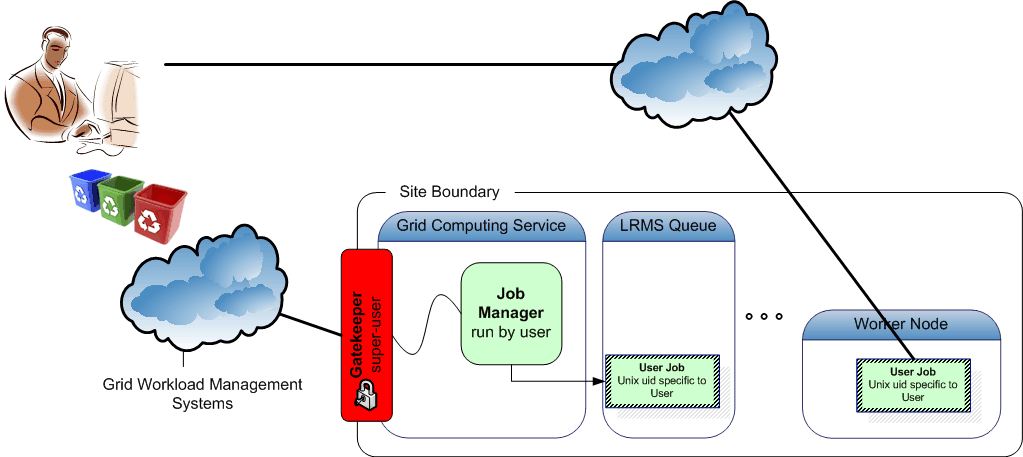 Site Boundary
Grid Computing Service
LRMS Queue
Gatekeeper
super-user
Job
Manager
run by user
Worker Node
User Job
Unix uid specific to
User
User Job
Unix uid specific to
User
Grid Workload Management
Systems